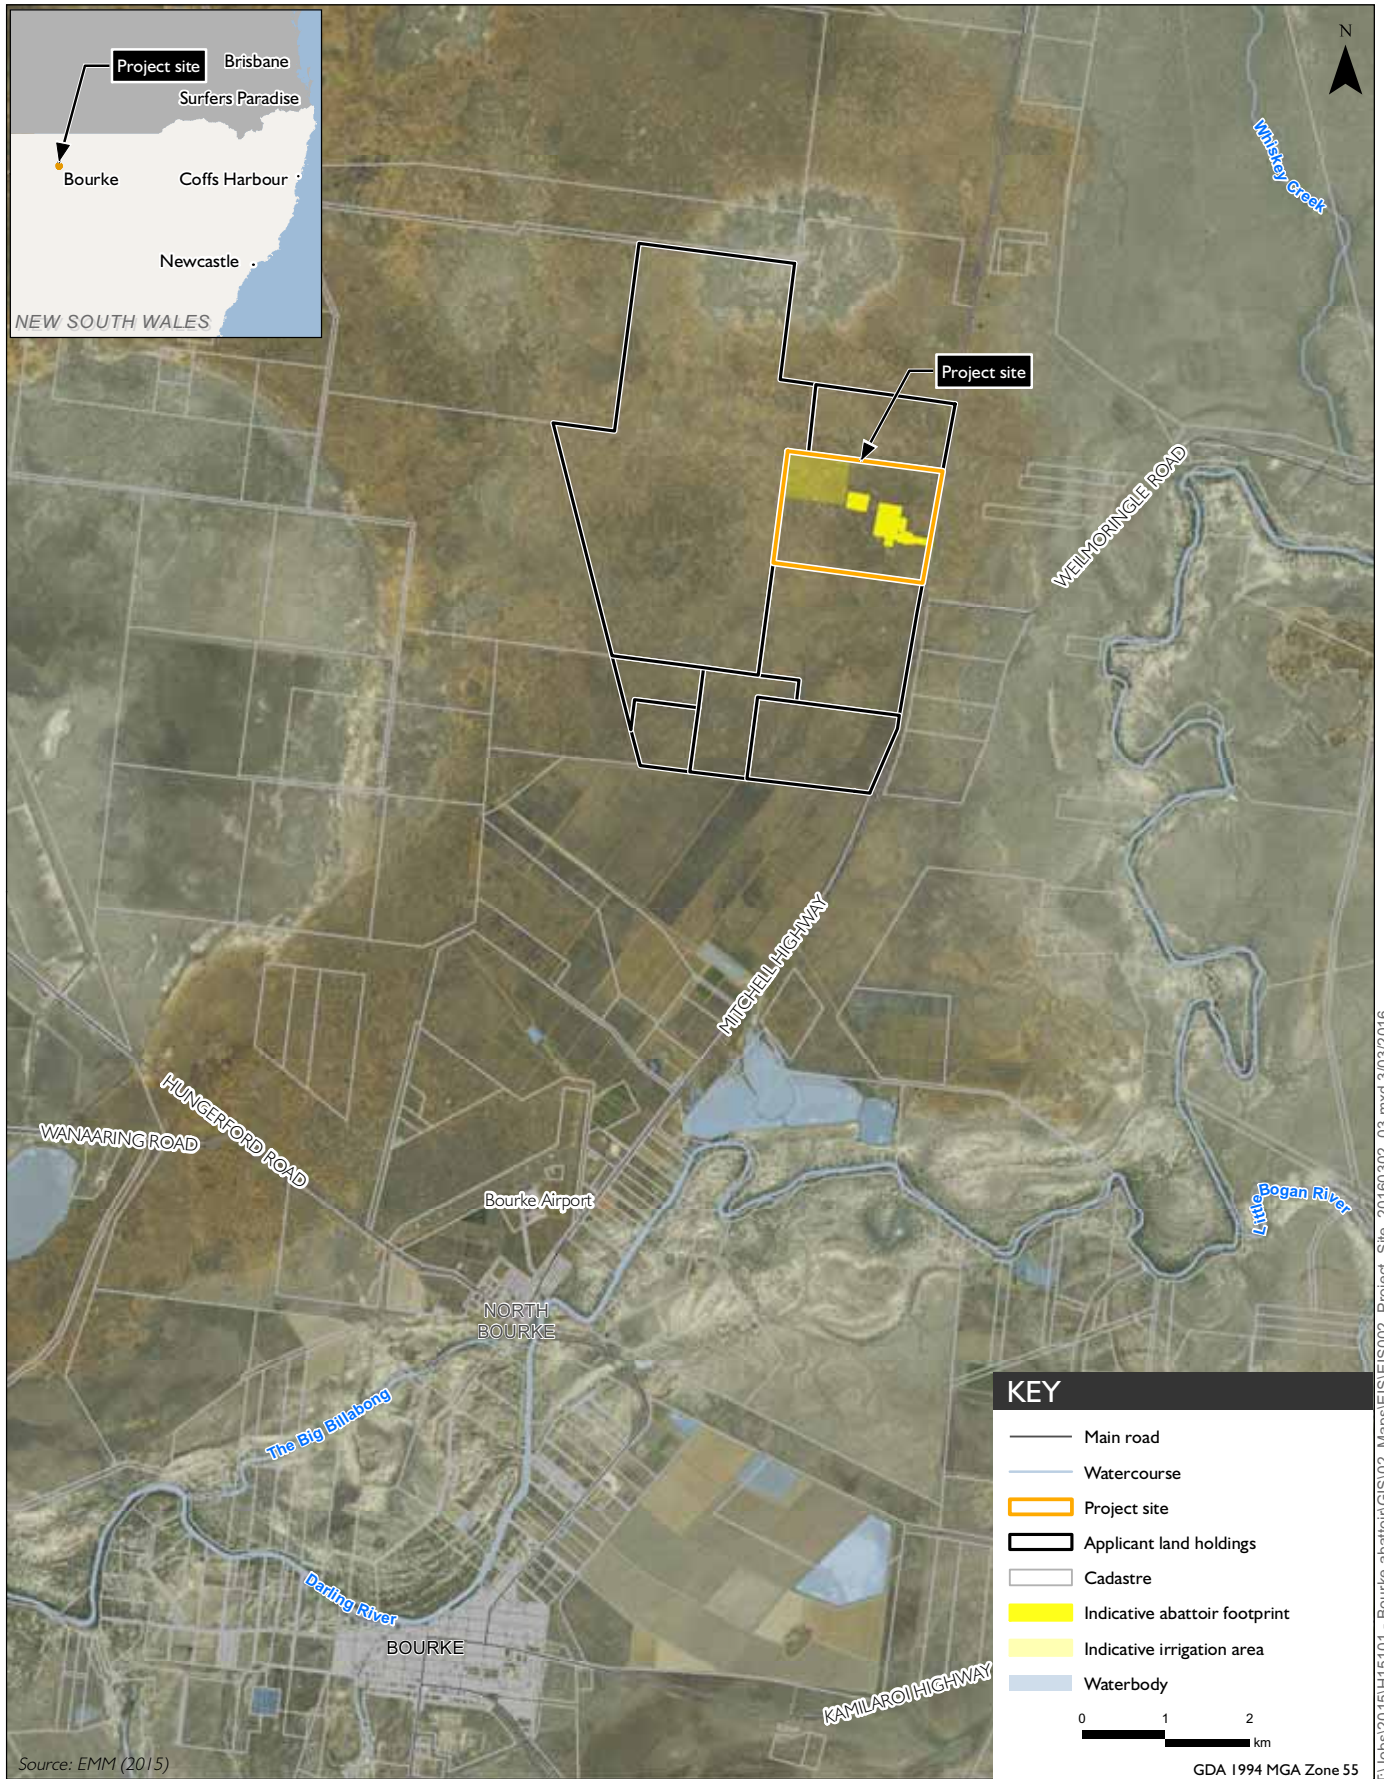 Project site
Brisbane
Surfers Paradise
Bourke
Coffs Harbour
Newcastle
NEW SOUTH WALES
N
Whiskey Creek
Project site
WEILMORINGLE ROAD
MITCHELL HIGHWAY
HUNGERFORD ROAD
WANAARING ROAD
Bourke Airport
Little
Bogan River
NORTH
BOURKE
The Big Billabong
Darling River
BOURKE
KAMILAROI HIGHWAY
KEY
Main road
Watercourse
Project site
Applicant land holdings
Cadastre
Indicative abattoir footprint
Indicative irrigation area
Waterbody
0 1 2
km
GDA 1994 MGA Zone 55
Source: EMM (2015)